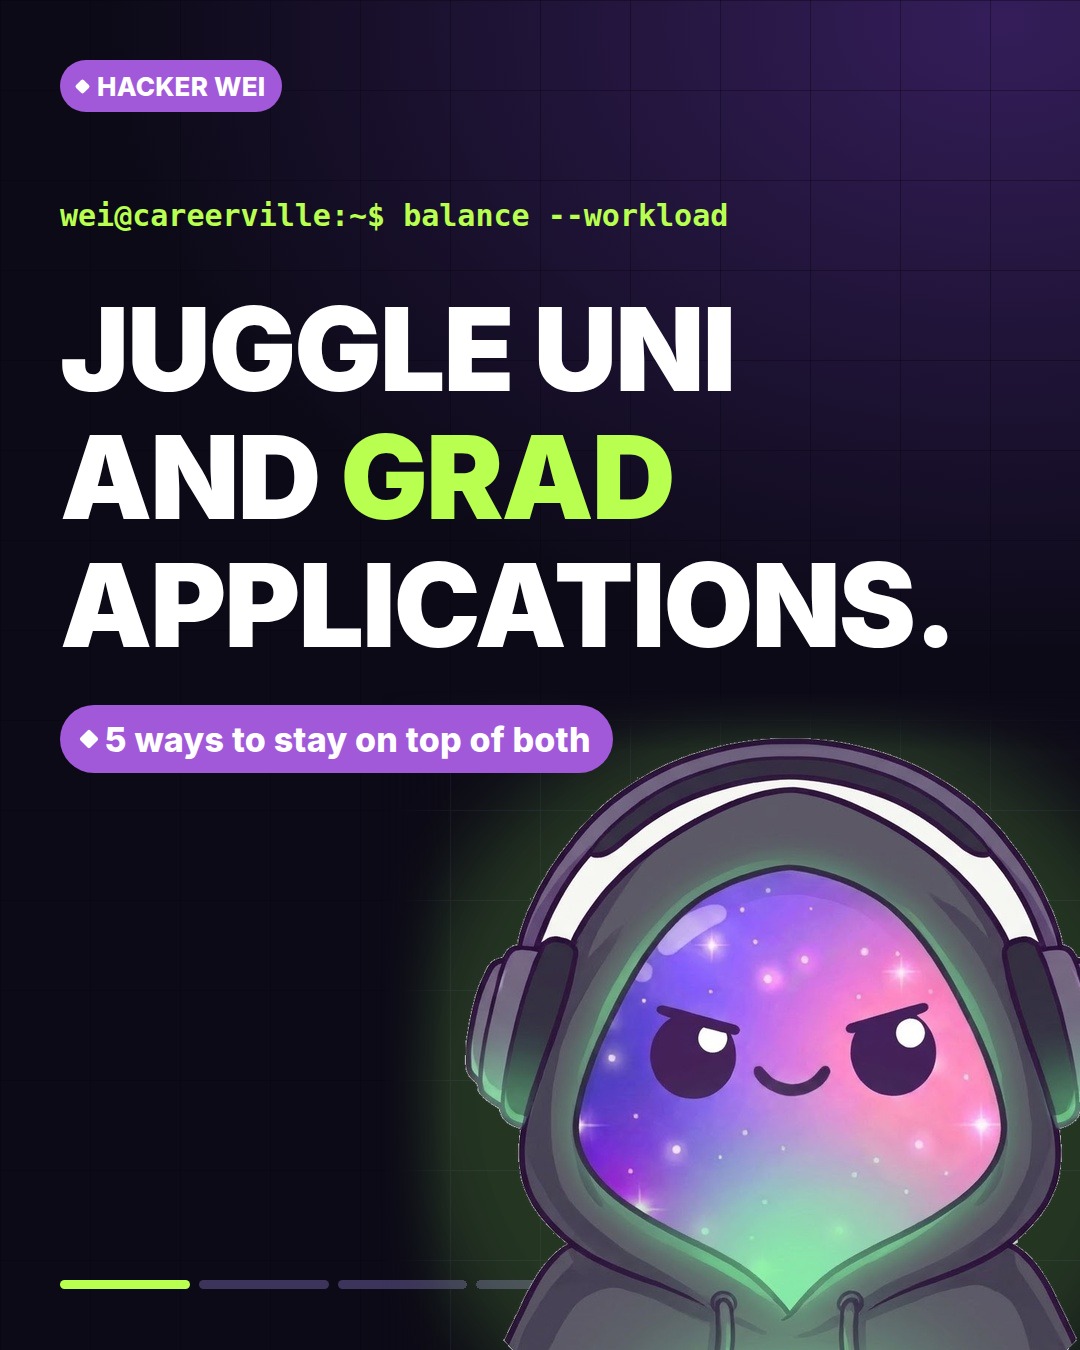 HACKER WEI
wei@careerville:~$ balance --workload
JUGGLE UNI
AND GRAD
APPLICATIONS.
5 ways to stay on top of both